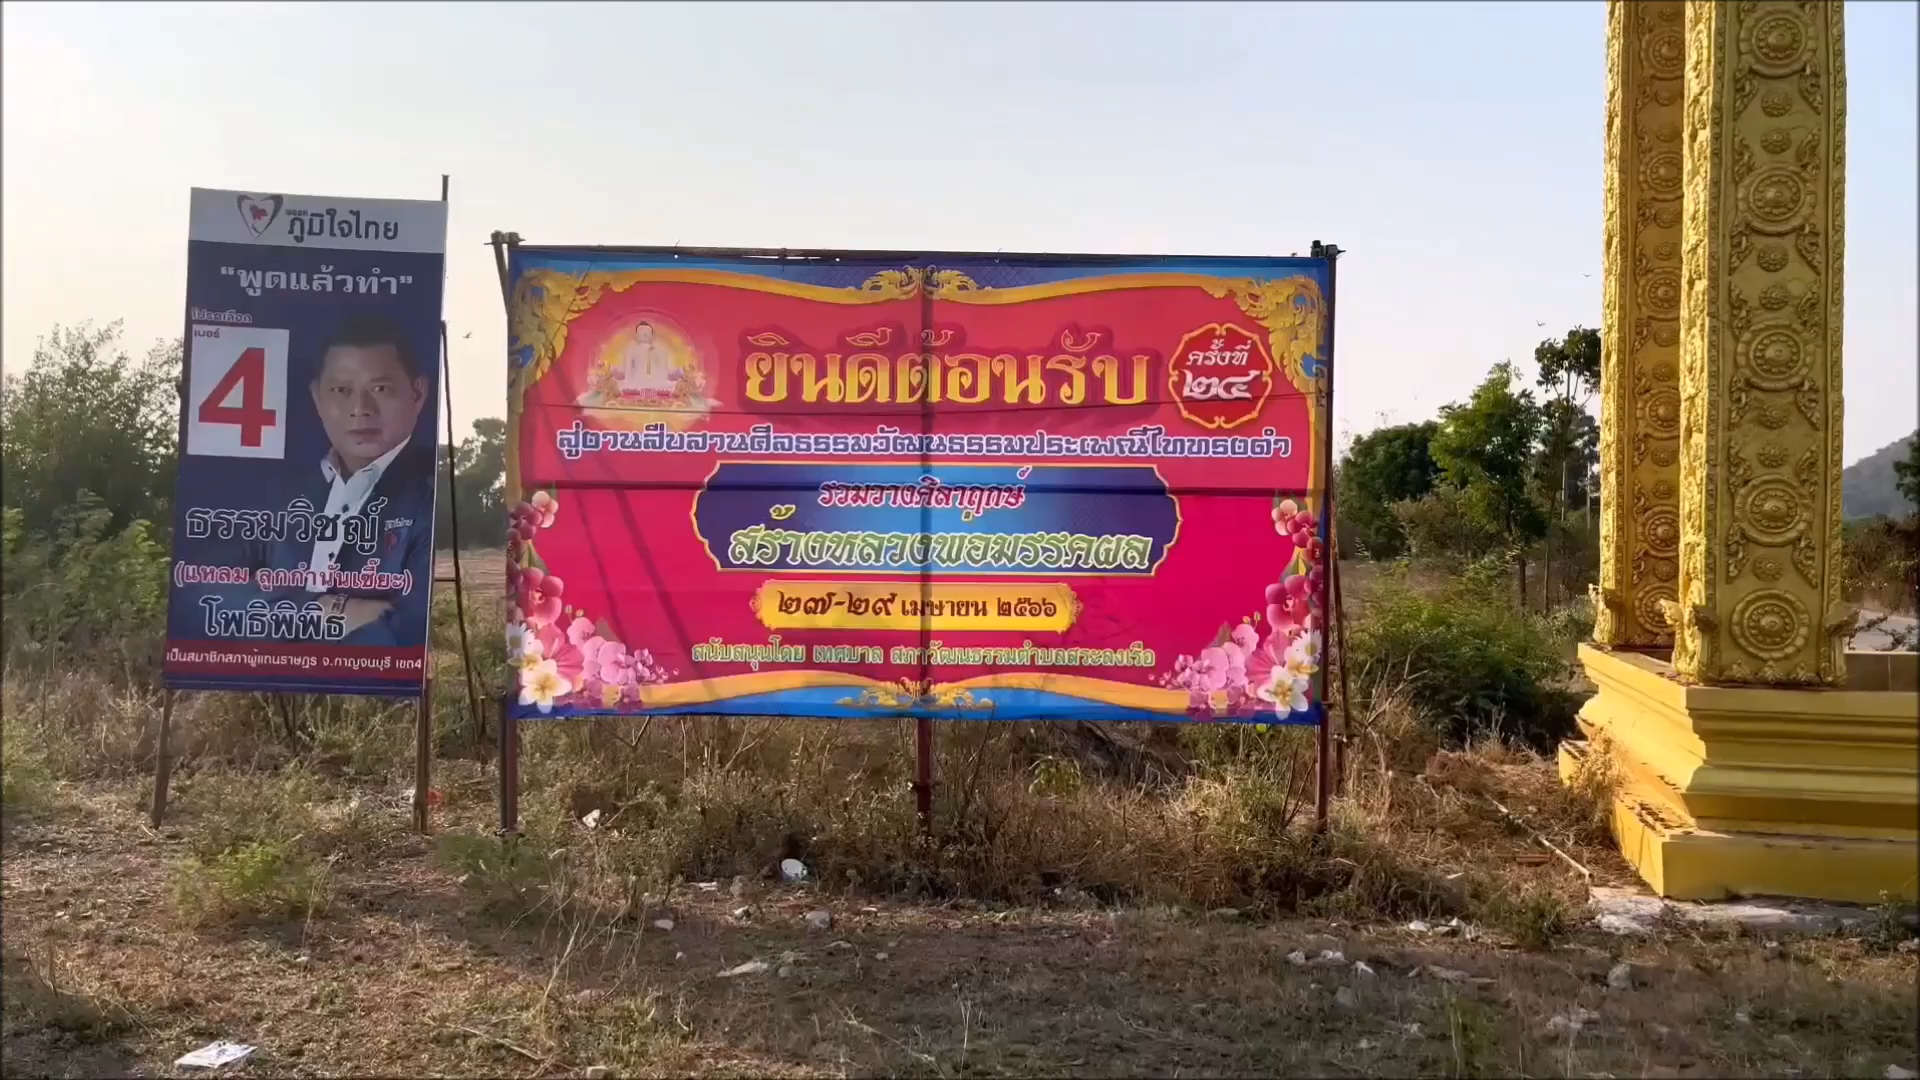 พรรค
ภูมิใจไทย
“พูดแล้วทำ”
โปรดเลือก
เบอร์
4
ธรรมวิชญ์
(แหลม ลูกกำนันเซี๊ยะ)
โพธิพิพิธ
เป็นสมาชิกสภาผู้แทนราษฎร จ.กาญจนบุรี เขต4
ยินดีต้อนรับ
ครั้งที่
๒๔
สู่งานสืบสานศิลธรรมวัฒนธรรมประเพณีไททรงดำ
รวมวางศิลาฤกษ์
สร้างหลวงพ่อมรรคผล
๒๗-๒๙ เมษายน ๒๕๖๖
สนับสนุนโดย เทศบาล สภาวัฒนธรรมตำบลสระลงเรือ